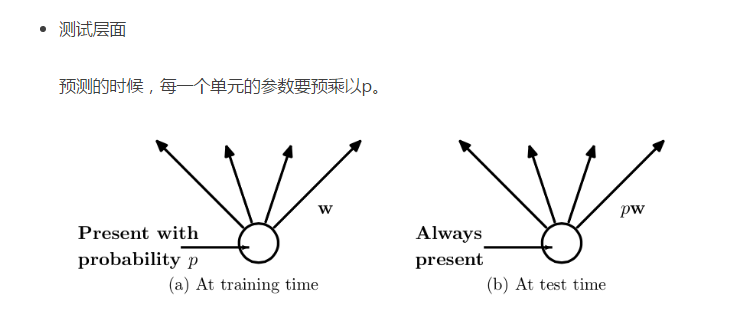 测试层面
预测的时候，每一个单元的参数要预乘以p。
w
Present with
probability p
(a) At training time
pw
Always
present
(b) At test time